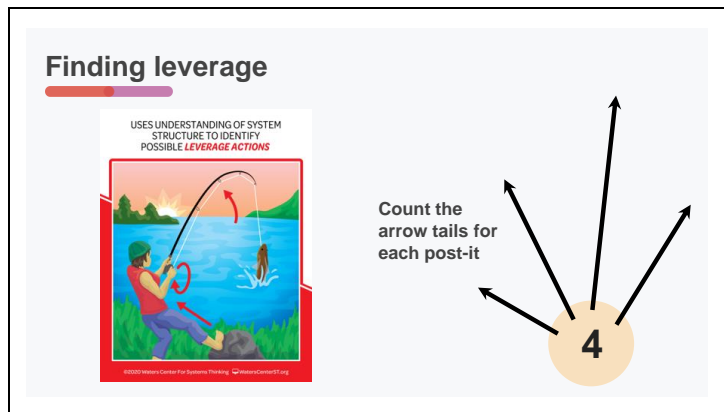 Finding leverage
USES UNDERSTANDING OF SYSTEM
STRUCTURE TO IDENTIFY
POSSIBLE LEVERAGE ACTIONS
Count the
arrow tails for
each post-it
4
©2020 Waters Center For Systems Thinking WatersCenterST.org